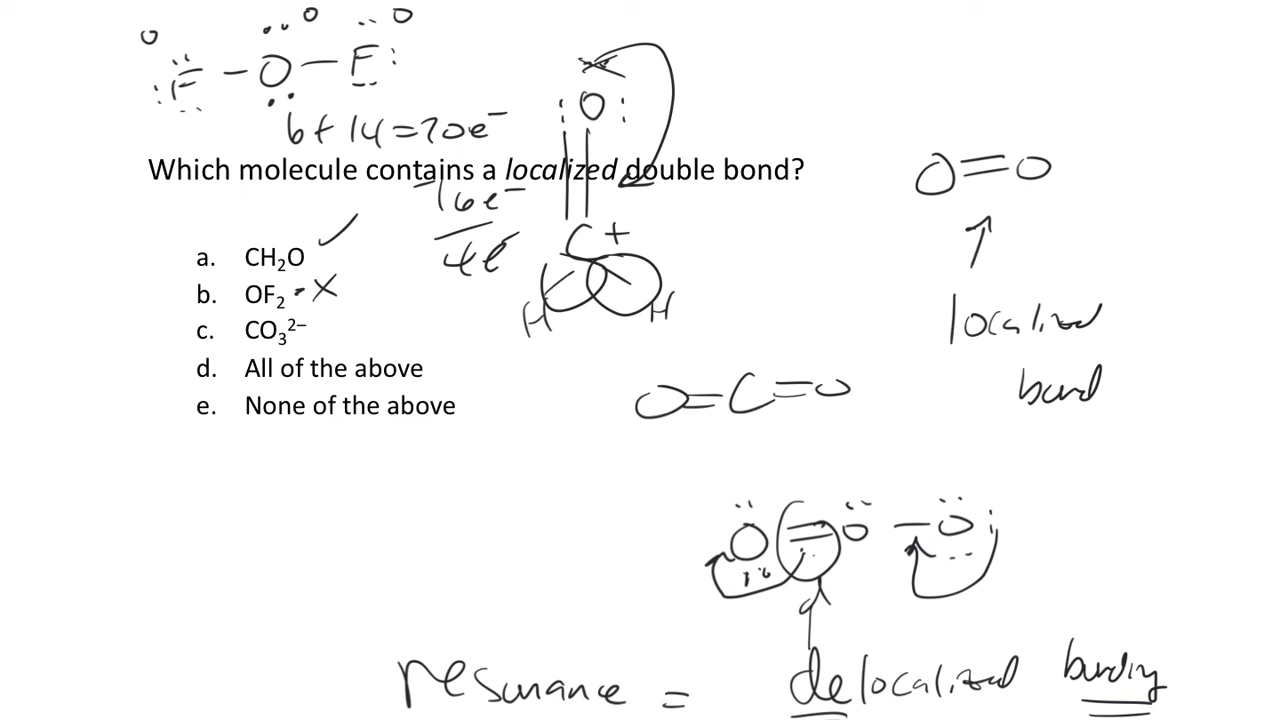 F – O – F
6 + 14 = 20e⁻
Which molecule contains a localized double bond?
-16e⁻
4e⁻
a. CH₂O ✓
b. OF₂ - X
c. CO₃²⁻
d. All of the above
e. None of the above
O
C +
H H
O=O
localized
bond
O=C=O
O=O–O
resonance = delocalized bonding